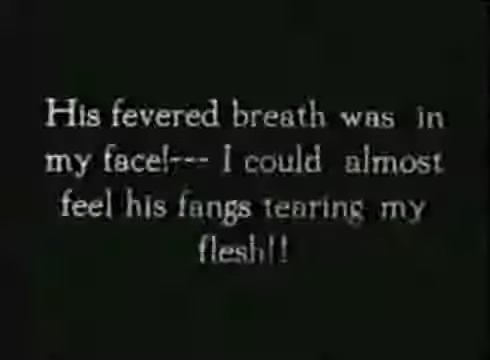 His fevered breath was in
my face!--- I could almost
feel his fangs tearing my
flesh!!